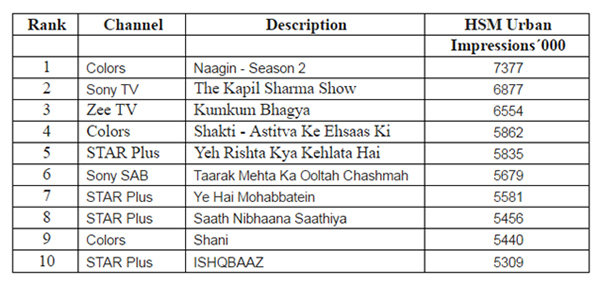 Rank Channel Description HSM Urban
Impressions´000
1 Colors Naagin - Season 2 7377
2 Sony TV The Kapil Sharma Show 6877
3 Zee TV Kumkum Bhagya 6554
4 Colors Shakti - Astitva Ke Ehsaas Ki 5862
5 STAR Plus Yeh Rishta Kya Kehlata Hai 5835
6 Sony SAB Taarak Mehta Ka Ooltah Chashmah 5679
7 STAR Plus Ye Hai Mohabbatein 5581
8 STAR Plus Saath Nibhaana Saathiya 5456
9 Colors Shani 5440
10 STAR Plus ISHQBAAZ 5309